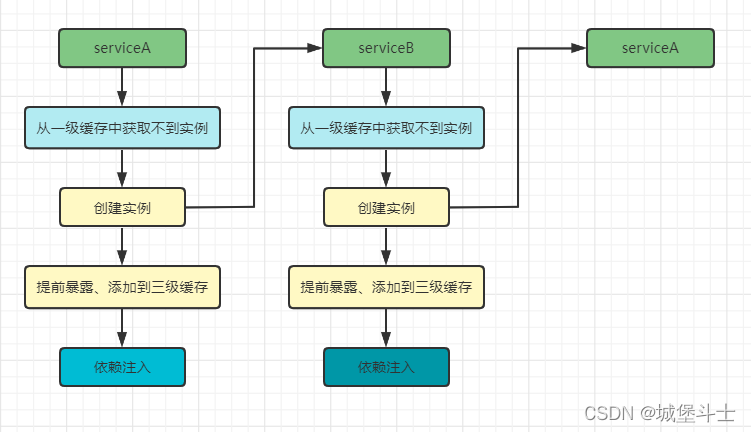 serviceA
从一级缓存中获取不到实例
创建实例
提前暴露、添加到三级缓存
依赖注入
serviceB
从一级缓存中获取不到实例
创建实例
提前暴露、添加到三级缓存
依赖注入
serviceA
CSDN @城堡斗士